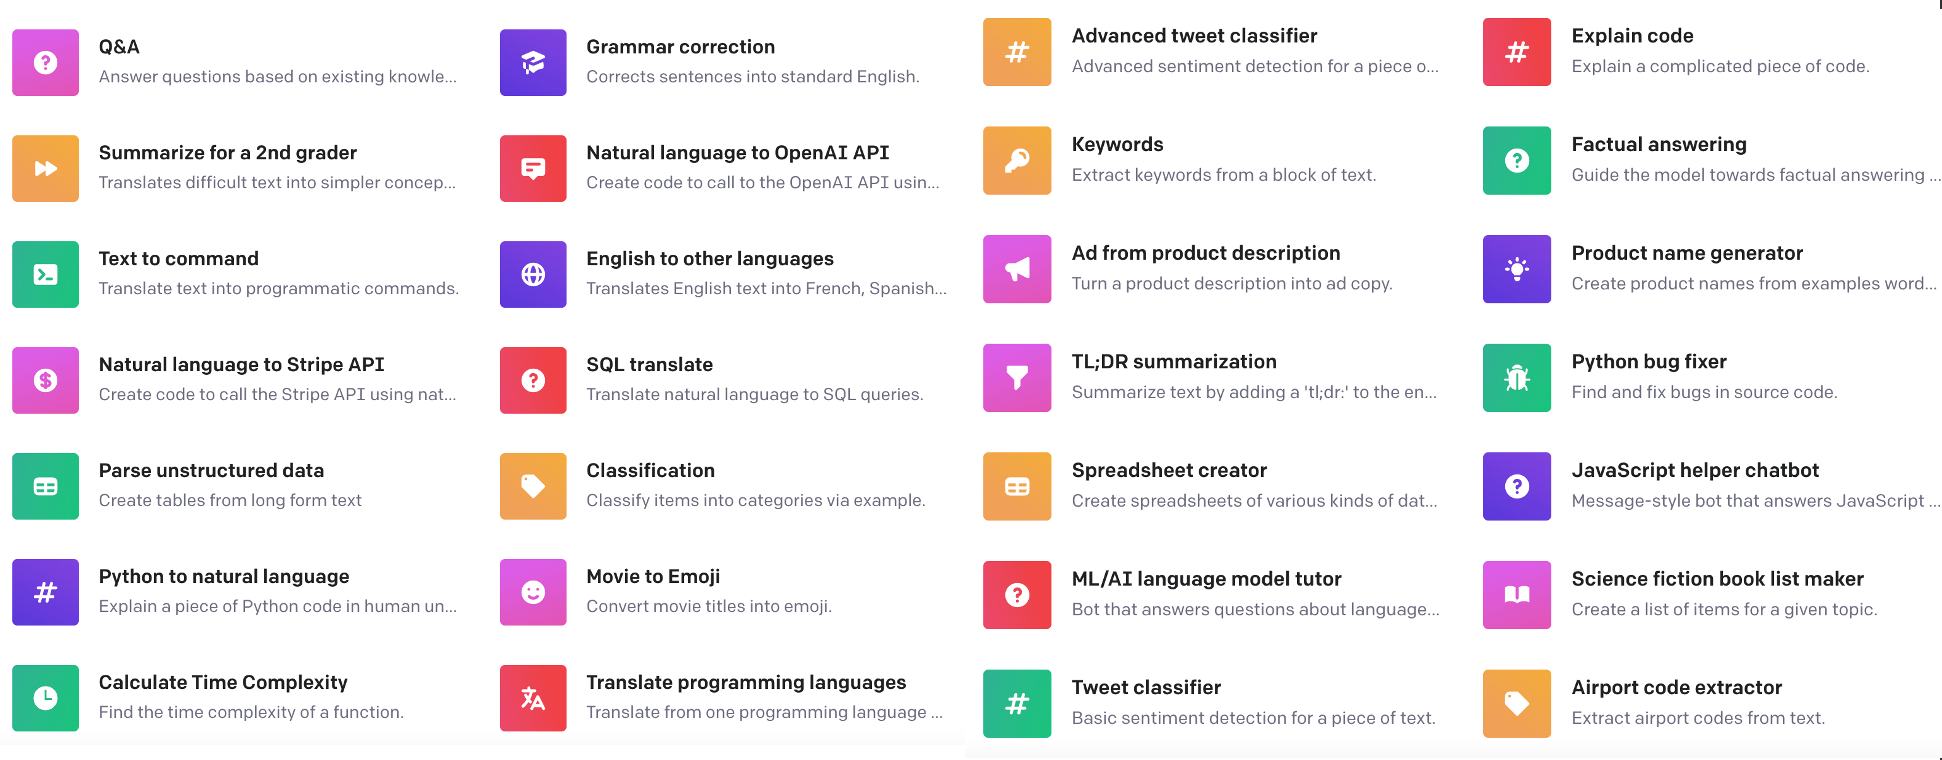 Q&A
Answer questions based on existing knowle...
Grammar correction
Corrects sentences into standard English.
Advanced tweet classifier
Advanced sentiment detection for a piece o...
Explain code
Explain a complicated piece of code.
Summarize for a 2nd grader
Translates difficult text into simpler concep...
Natural language to OpenAI API
Create code to call to the OpenAI API usin...
Keywords
Extract keywords from a block of text.
Factual answering
Guide the model towards factual answering ...
Text to command
Translate text into programmatic commands.
English to other languages
Translates English text into French, Spanish...
Ad from product description
Turn a product description into ad copy.
Product name generator
Create product names from examples word...
Natural language to Stripe API
Create code to call the Stripe API using nat...
SQL translate
Translate natural language to SQL queries.
TL;DR summarization
Summarize text by adding a 'tl;dr:' to the en...
Python bug fixer
Find and fix bugs in source code.
Parse unstructured data
Create tables from long form text
Classification
Classify items into categories via example.
Spreadsheet creator
Create spreadsheets of various kinds of dat...
JavaScript helper chatbot
Message-style bot that answers JavaScript ...
Python to natural language
Explain a piece of Python code in human un...
Movie to Emoji
Convert movie titles into emoji.
ML/AI language model tutor
Bot that answers questions about language...
Science fiction book list maker
Create a list of items for a given topic.
Calculate Time Complexity
Find the time complexity of a function.
Translate programming languages
Translate from one programming language ...
Tweet classifier
Basic sentiment detection for a piece of text.
Airport code extractor
Extract airport codes from text.